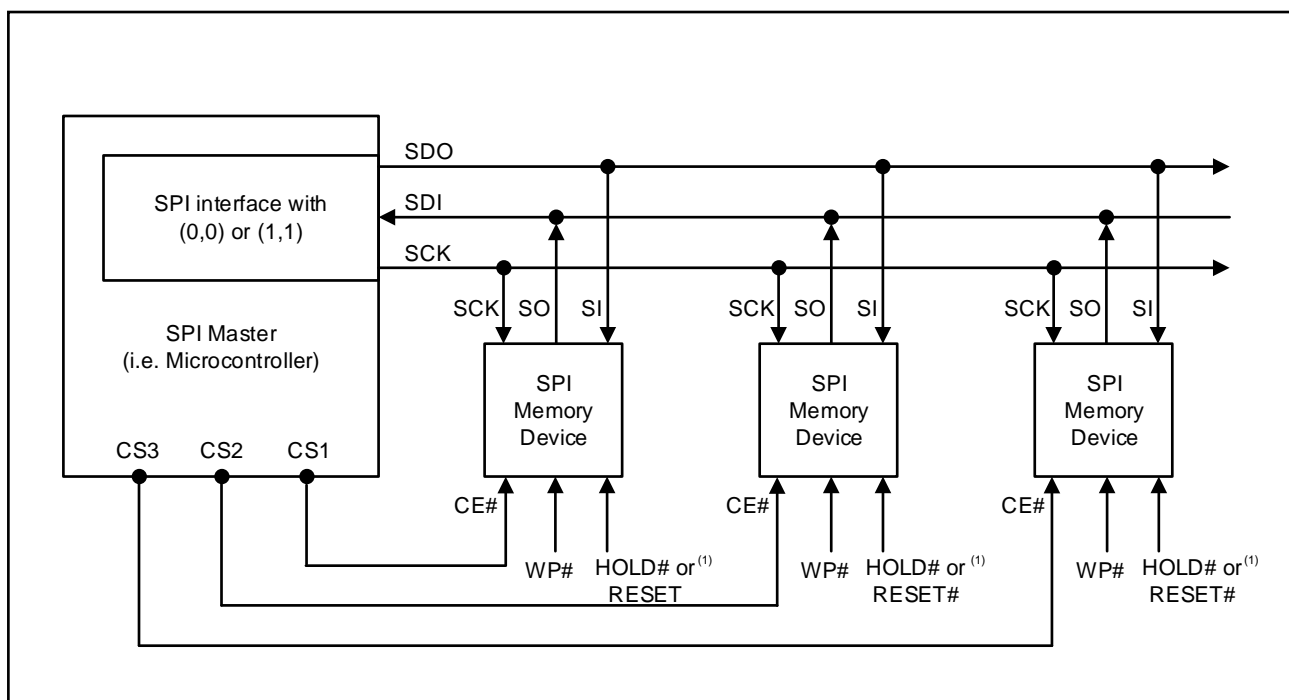 SDO
SPI interface with
(0,0) or (1,1)
SDI
SCK
SPI Master
(i.e. Microcontroller)
SCK SO SI
SCK SO SI
SCK SO SI
SPI
Memory
Device
SPI
Memory
Device
SPI
Memory
Device
CS3 CS2 CS1
CE#
WP#
HOLD# or (1)
RESET
CE#
WP#
HOLD# or (1)
RESET#
CE#
WP#
HOLD# or (1)
RESET#